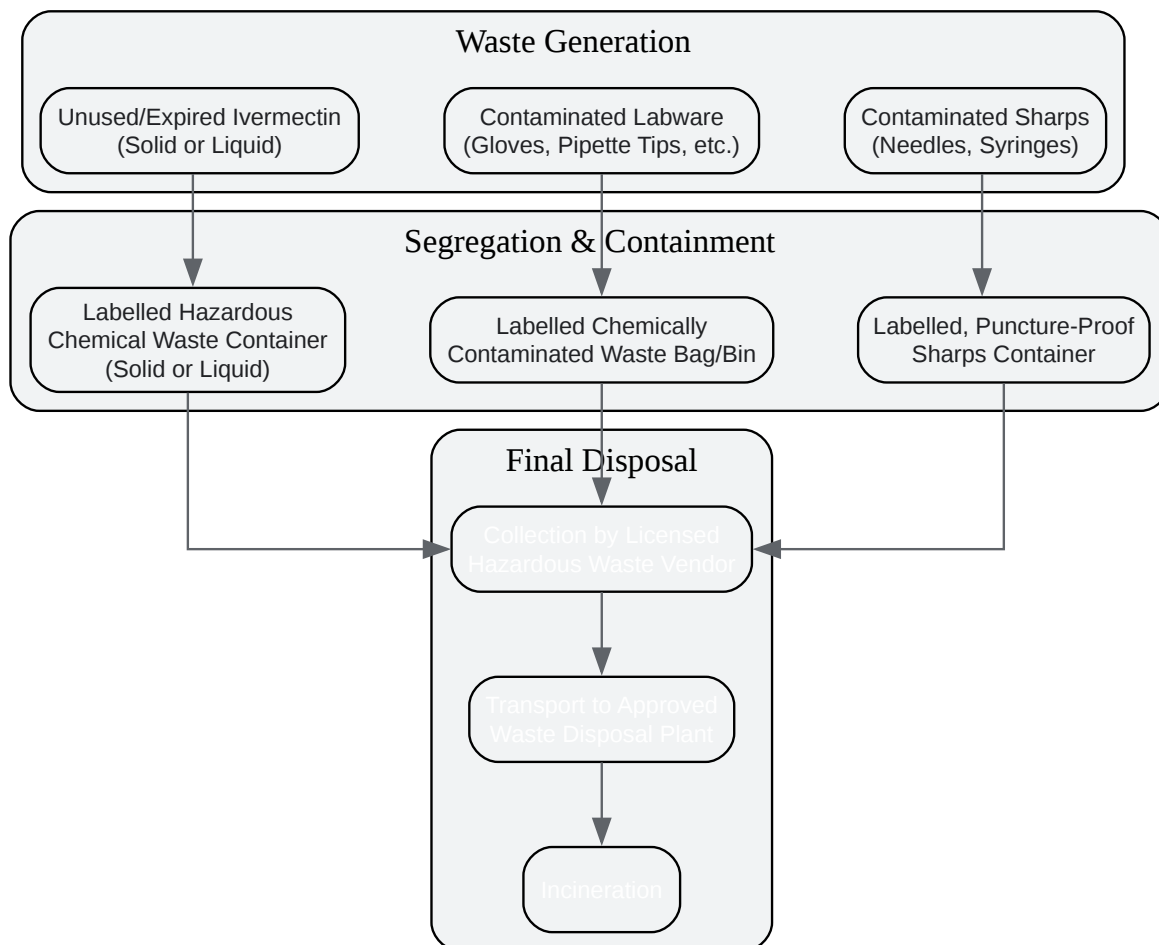 Waste Generation
Unused/Expired Ivermectin
(Solid or Liquid)
Contaminated Labware
(Gloves, Pipette Tips, etc.)
Contaminated Sharps
(Needles, Syringes)
Segregation & Containment
Labelled Hazardous
Chemical Waste Container
(Solid or Liquid)
Labelled Chemically
Contaminated Waste Bag/Bin
Labelled, Puncture-Proof
Sharps Container
Final Disposal
Collection by Licensed
Hazardous Waste Vendor
Transport to Approved
Waste Disposal Plant
Incineration